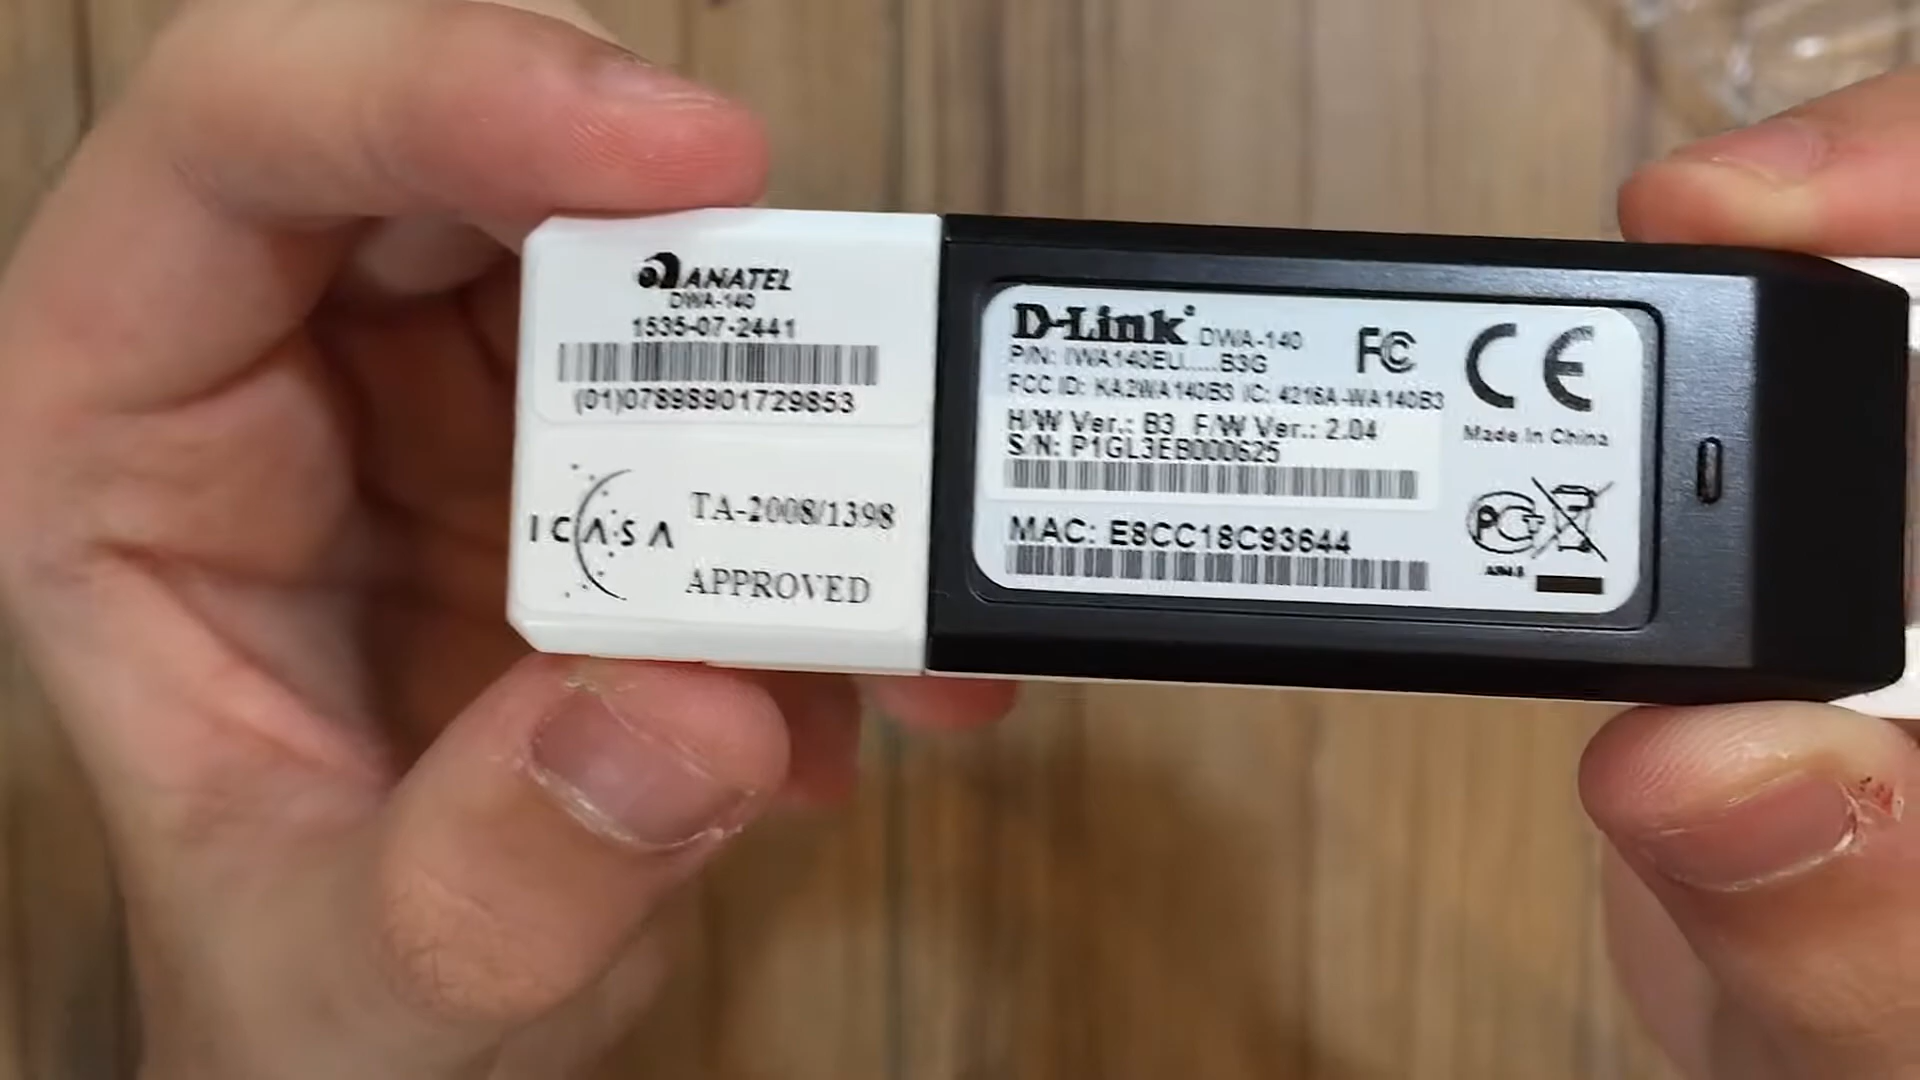 ANATEL
DWA-140
1535-07-2441
(01)07898901729853
ICASA
TA-2008/1398
APPROVED
D-Link DWA-140
P/N: IWA140EU.....B3G
FCC ID: KA2WA140B3 IC: 4216A-WA140B3
H/W Ver.: B3 F/W Ver.: 2.04
S/N: P1GL3EB000625
MAC: E8CC18C93644
FC CE
Made In China